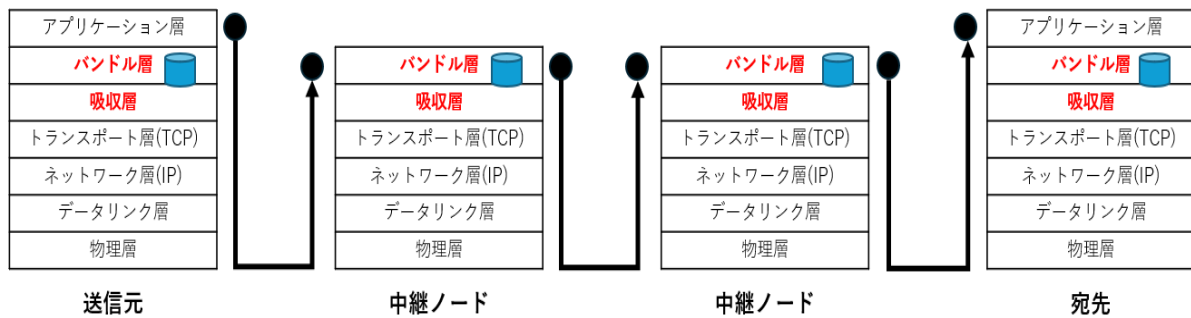 アプリケーション層
バンドル層
吸収層
トランスポート層(TCP)
ネットワーク層(IP)
データリンク層
物理層
送信元
バンドル層
吸収層
トランスポート層(TCP)
ネットワーク層(IP)
データリンク層
物理層
中継ノード
バンドル層
吸収層
トランスポート層(TCP)
ネットワーク層(IP)
データリンク層
物理層
中継ノード
アプリケーション層
バンドル層
吸収層
トランスポート層(TCP)
ネットワーク層(IP)
データリンク層
物理層
宛先